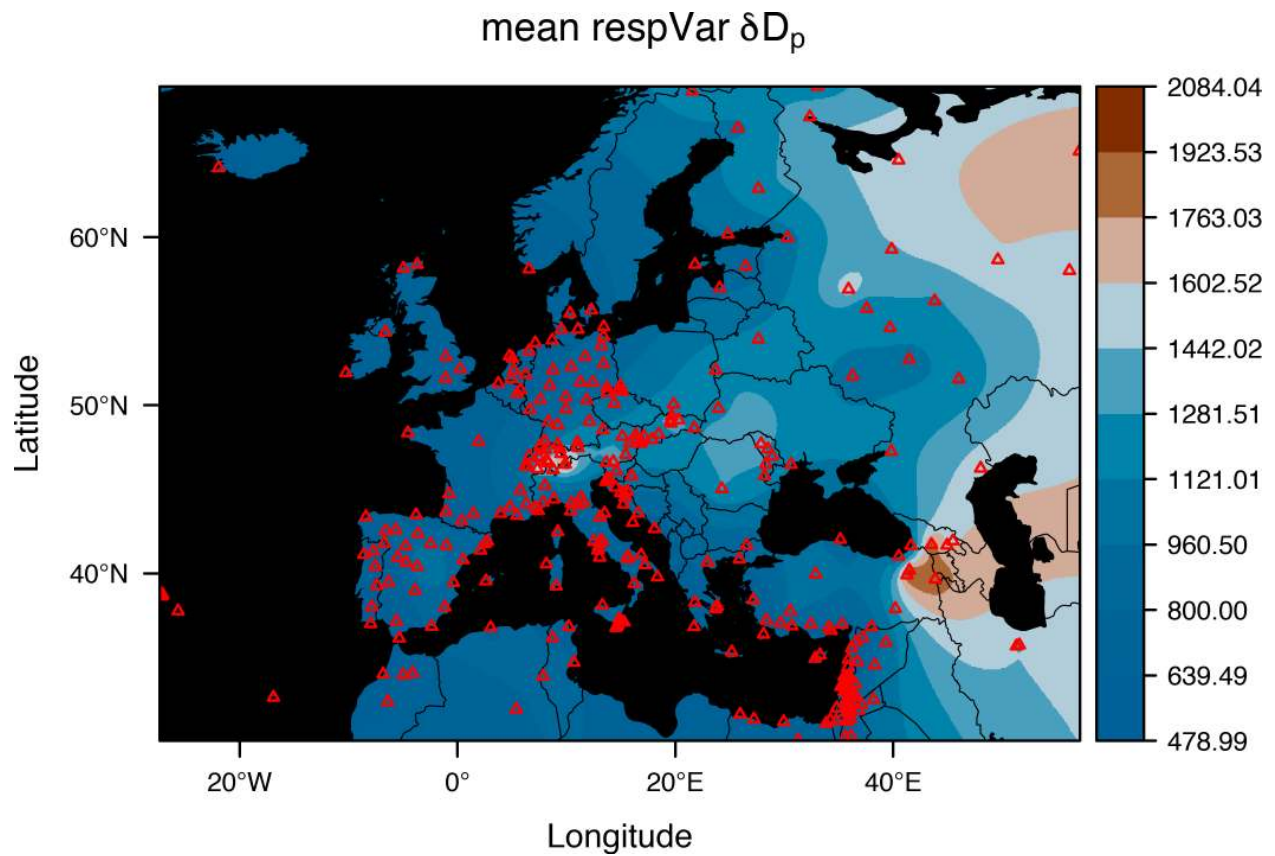 mean respVar δDp
2084.04
1923.53
1763.03
1602.52
1442.02
1281.51
1121.01
960.50
800.00
639.49
478.99
60°N
50°N
40°N
Latitude
20°W 0° 20°E 40°E
Longitude